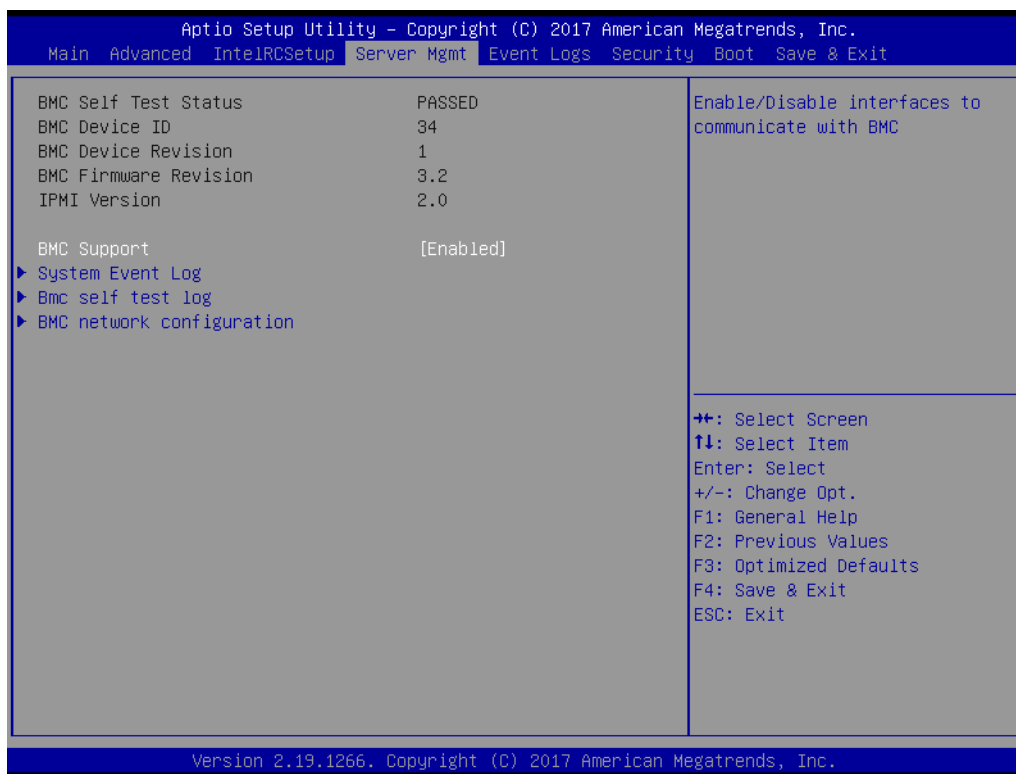 Aptio Setup Utility – Copyright (C) 2017 American Megatrends, Inc.
Main Advanced IntelRCSetup Server Mgmt Event Logs Security Boot Save & Exit
BMC Self Test Status PASSED
BMC Device ID 34
BMC Device Revision 1
BMC Firmware Revision 3.2
IPMI Version 2.0
BMC Support [Enabled]
▶ System Event Log
▶ Bmc self test log
▶ BMC network configuration
Enable/Disable interfaces to
communicate with BMC
→←: Select Screen
↑↓: Select Item
Enter: Select
+/-: Change Opt.
F1: General Help
F2: Previous Values
F3: Optimized Defaults
F4: Save & Exit
ESC: Exit
Version 2.19.1266. Copyright (C) 2017 American Megatrends, Inc.